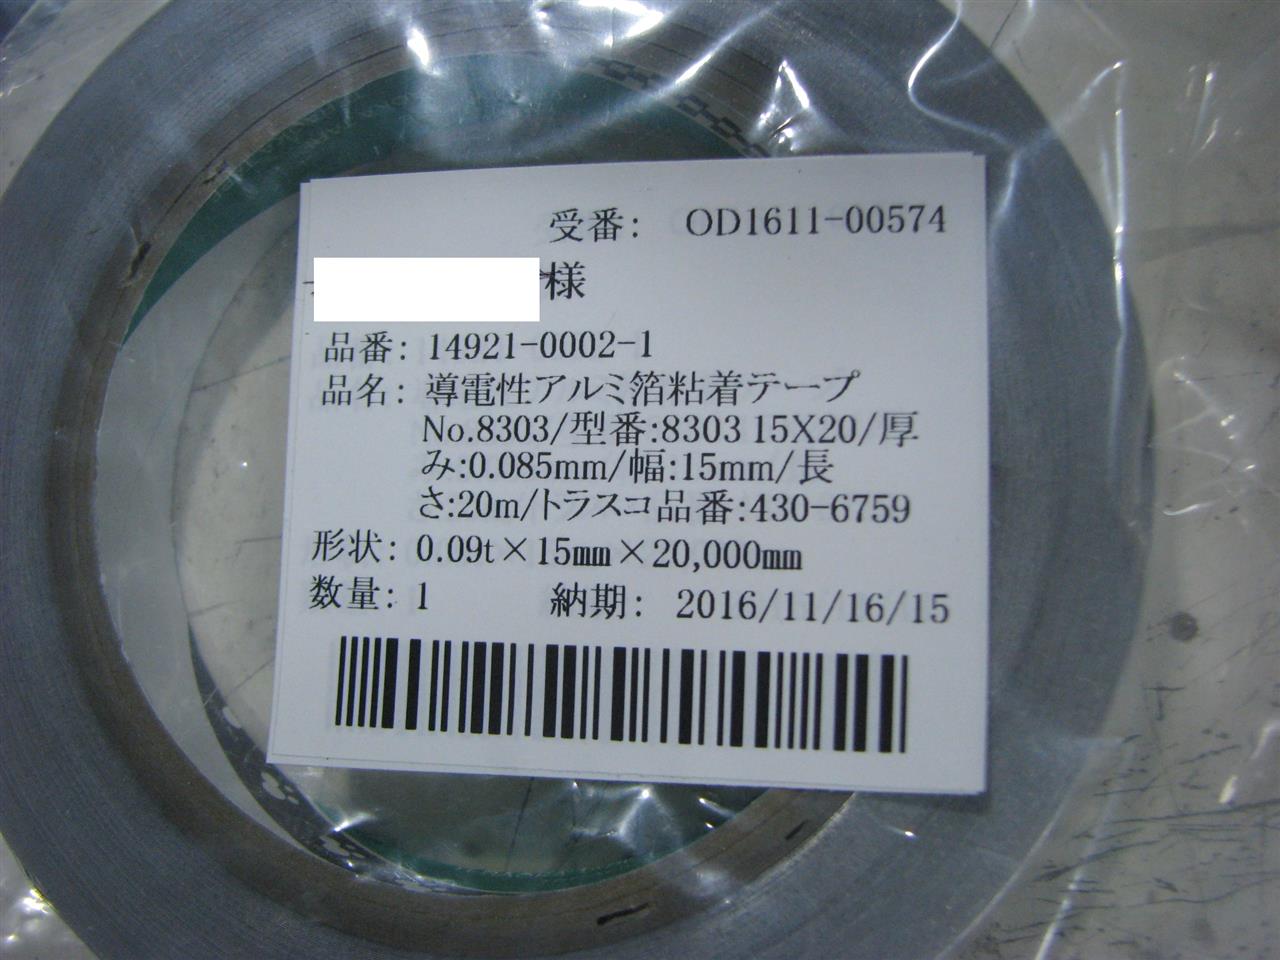 受番: OD1611-00574
様
品番: 14921-0002-1
品名: 導電性アルミ箔粘着テープ
No.8303/型番:8303 15X20/厚
み:0.085mm/幅:15mm/長
さ:20m/トラスコ品番:430-6759
形状: 0.09t×15㎜×20,000㎜
数量: 1 納期: 2016/11/16/15